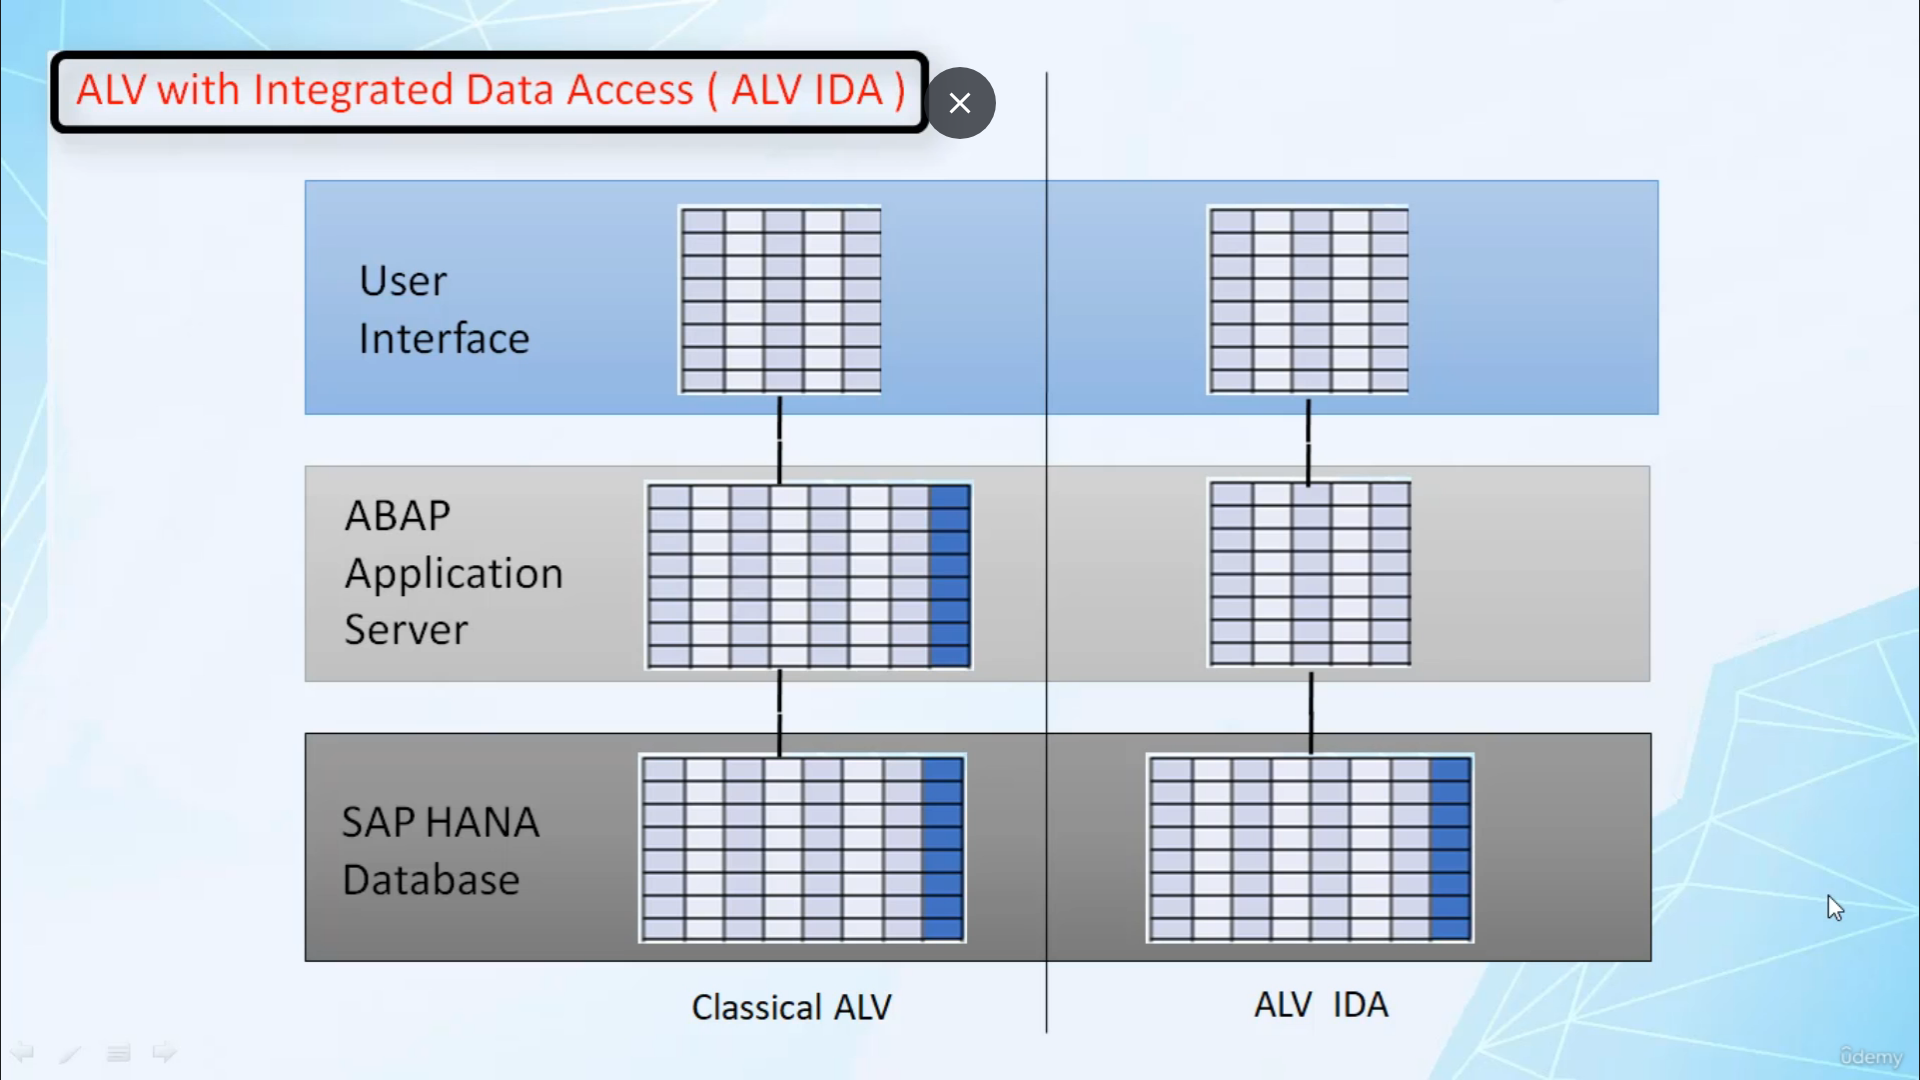 ALV with Integrated Data Access ( ALV IDA )
User
Interface
ABAP
Application
Server
SAP HANA
Database
Classical ALV
ALV IDA
ûdemy